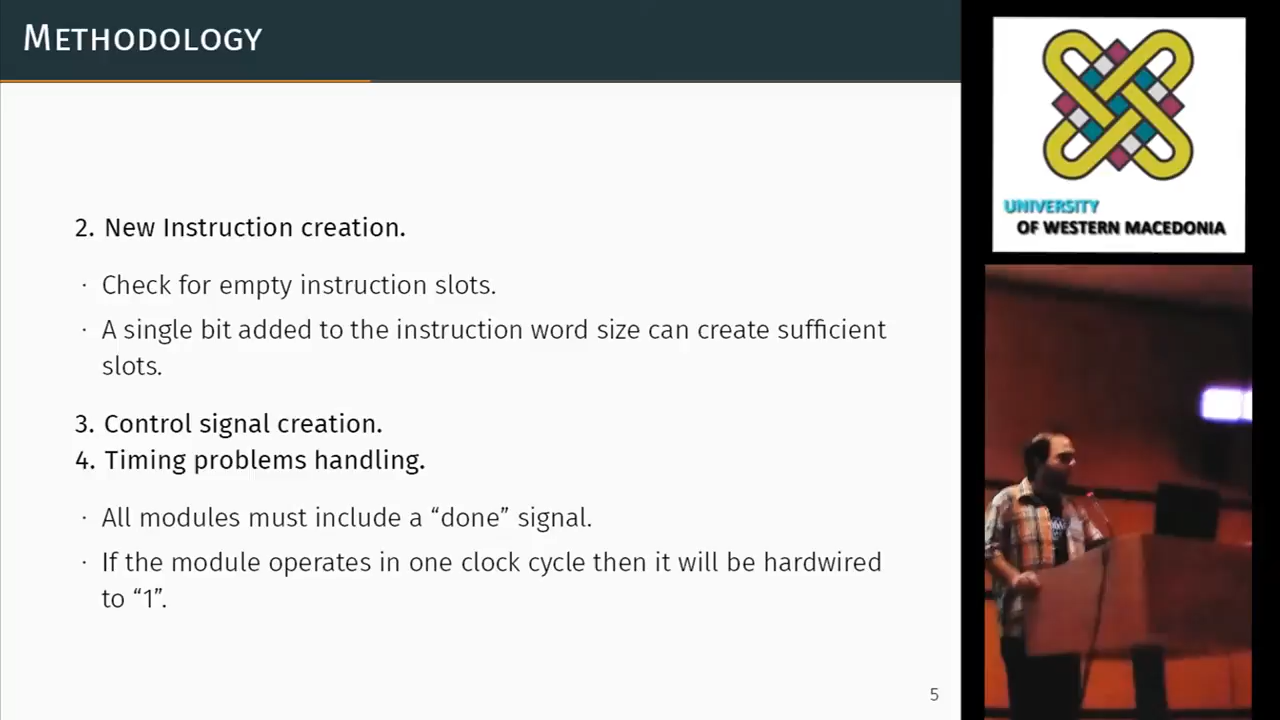 METHODOLOGY
2. New Instruction creation.
· Check for empty instruction slots.
· A single bit added to the instruction word size can create sufficient
slots.
3. Control signal creation.
4. Timing problems handling.
· All modules must include a “done” signal.
· If the module operates in one clock cycle then it will be hardwired
to “1”.
5
UNIVERSITY
OF WESTERN MACEDONIA